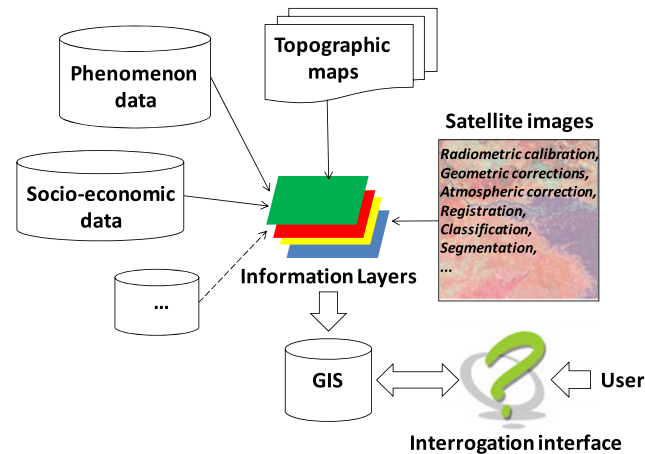 Phenomenon
data
Topographic
maps
Satellite images
Radiometric calibration,
Geometric corrections,
Atmospheric correction,
Registration,
Classification,
Segmentation,
...
Socio-economic
data
...
Information Layers
GIS
User
Interrogation interface